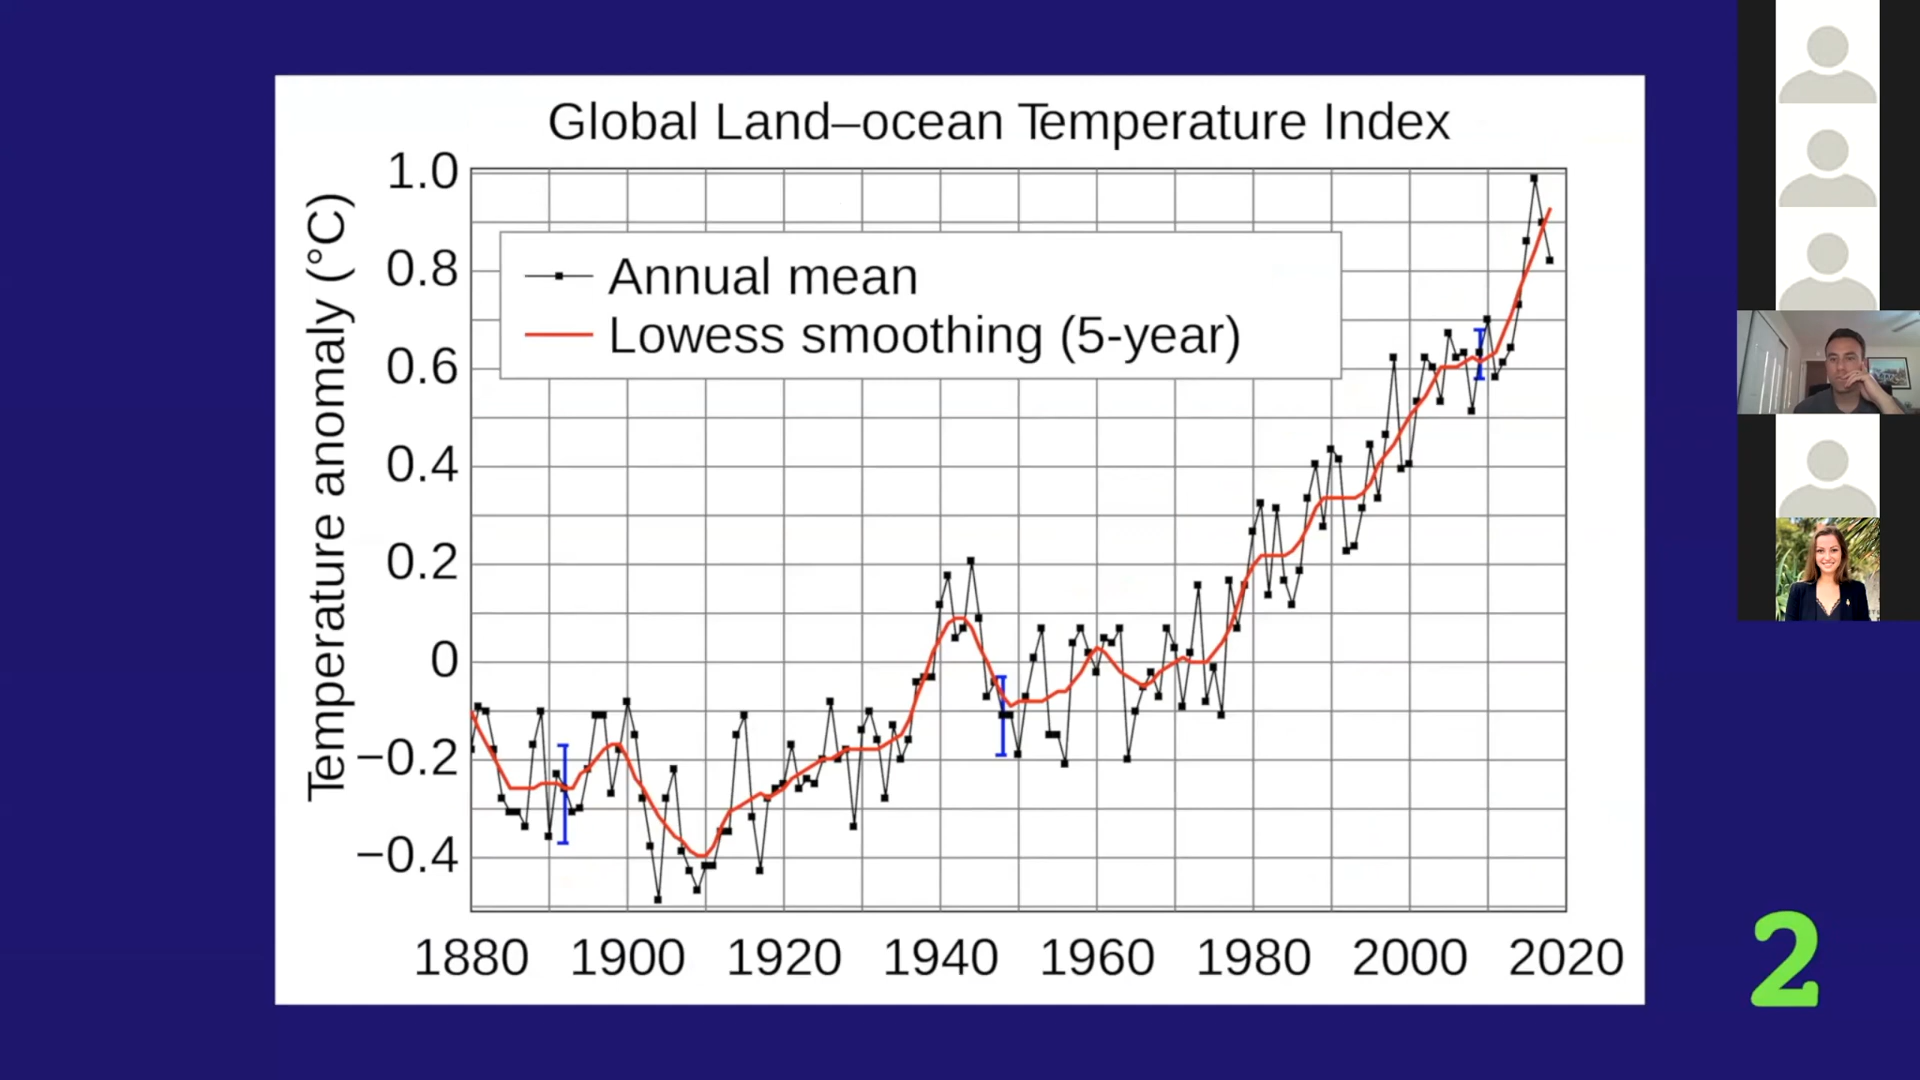 Global Land–ocean Temperature Index
Temperature anomaly (°C)
1.0
0.8
0.6
0.4
0.2
0
−0.2
−0.4
Annual mean
Lowess smoothing (5-year)
1880 1900 1920 1940 1960 1980 2000 2020
2